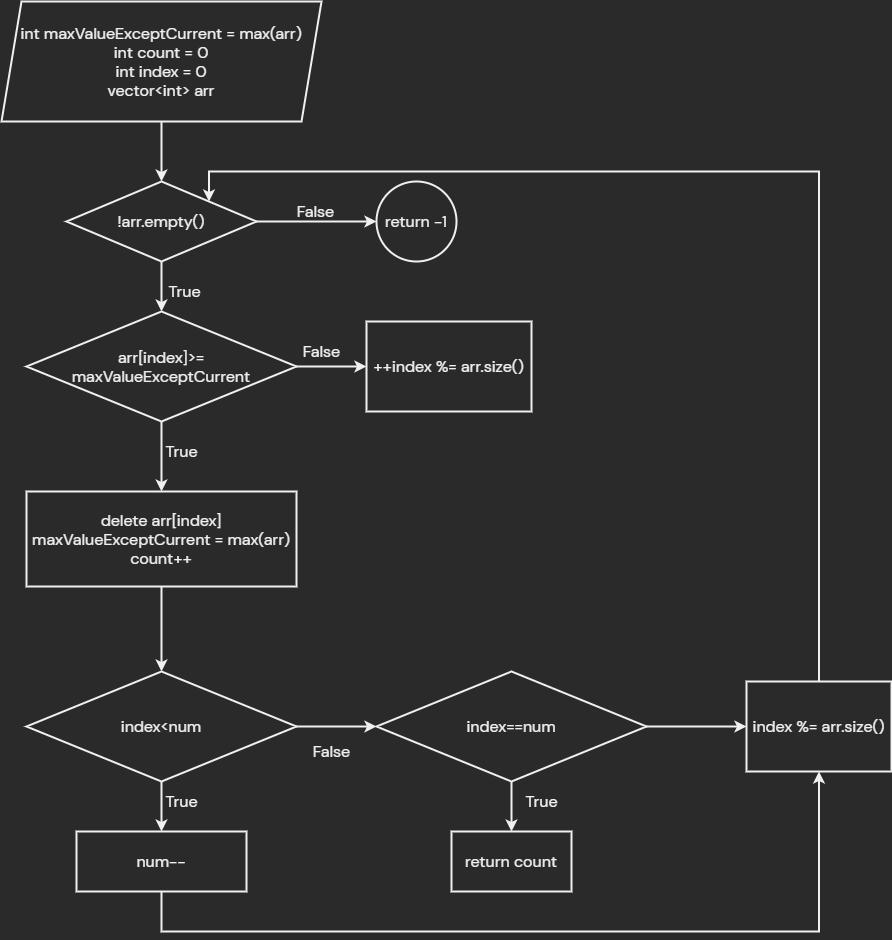 int maxValueExceptCurrent = max(arr)
int count = 0
int index = 0
vector<int> arr
!arr.empty()
False
return -1
True
arr[index]>=
maxValueExceptCurrent
False
++index %= arr.size()
True
delete arr[index]
maxValueExceptCurrent = max(arr)
count++
index<num
False
index==num
index %= arr.size()
True
True
num--
return count